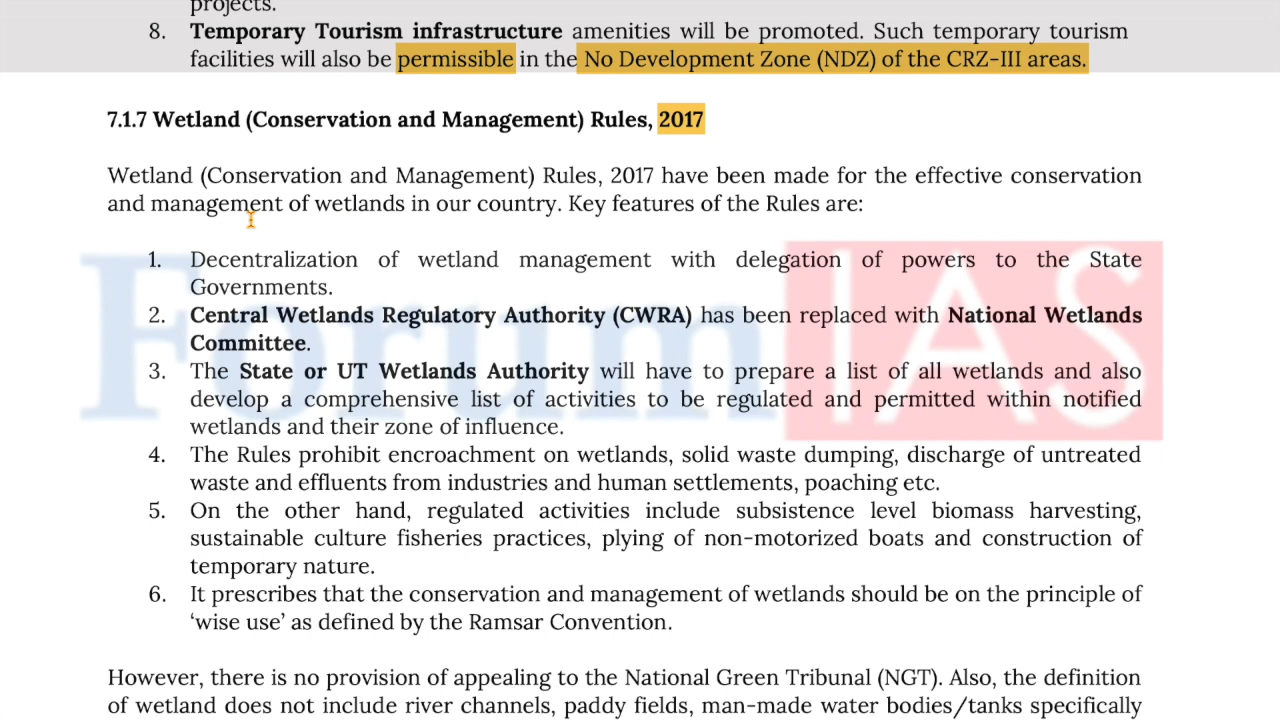 projects.
8. Temporary Tourism infrastructure amenities will be promoted. Such temporary tourism
facilities will also be permissible in the No Development Zone (NDZ) of the CRZ-III areas.
7.1.7 Wetland (Conservation and Management) Rules, 2017
Wetland (Conservation and Management) Rules, 2017 have been made for the effective conservation
and management of wetlands in our country. Key features of the Rules are:
1. Decentralization of wetland management with delegation of powers to the State
Governments.
2. Central Wetlands Regulatory Authority (CWRA) has been replaced with National Wetlands
Committee.
3. The State or UT Wetlands Authority will have to prepare a list of all wetlands and also
develop a comprehensive list of activities to be regulated and permitted within notified
wetlands and their zone of influence.
4. The Rules prohibit encroachment on wetlands, solid waste dumping, discharge of untreated
waste and effluents from industries and human settlements, poaching etc.
5. On the other hand, regulated activities include subsistence level biomass harvesting,
sustainable culture fisheries practices, plying of non-motorized boats and construction of
temporary nature.
6. It prescribes that the conservation and management of wetlands should be on the principle of
‘wise use’ as defined by the Ramsar Convention.
However, there is no provision of appealing to the National Green Tribunal (NGT). Also, the definition
of wetland does not include river channels, paddy fields, man-made water bodies/tanks specifically
Forum IAS